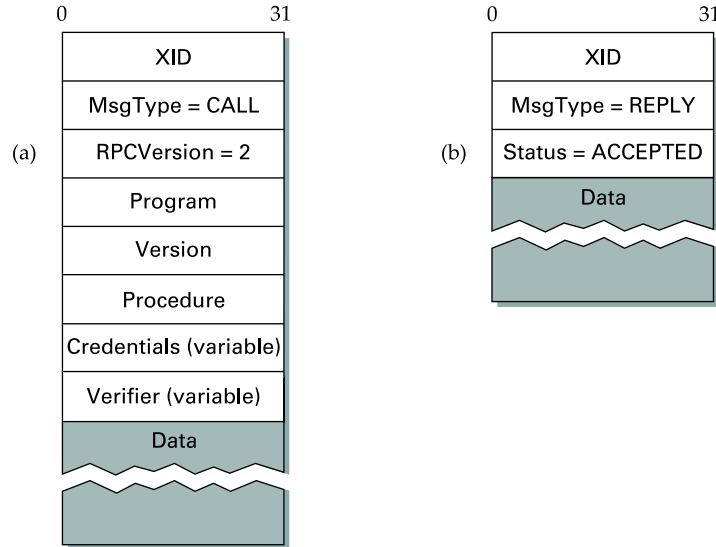 0 31
XID
MsgType = CALL
(a)
RPCVersion = 2
Program
Version
Procedure
Credentials (variable)
Verifier (variable)
Data
0 31
XID
MsgType = REPLY
(b)
Status = ACCEPTED
Data